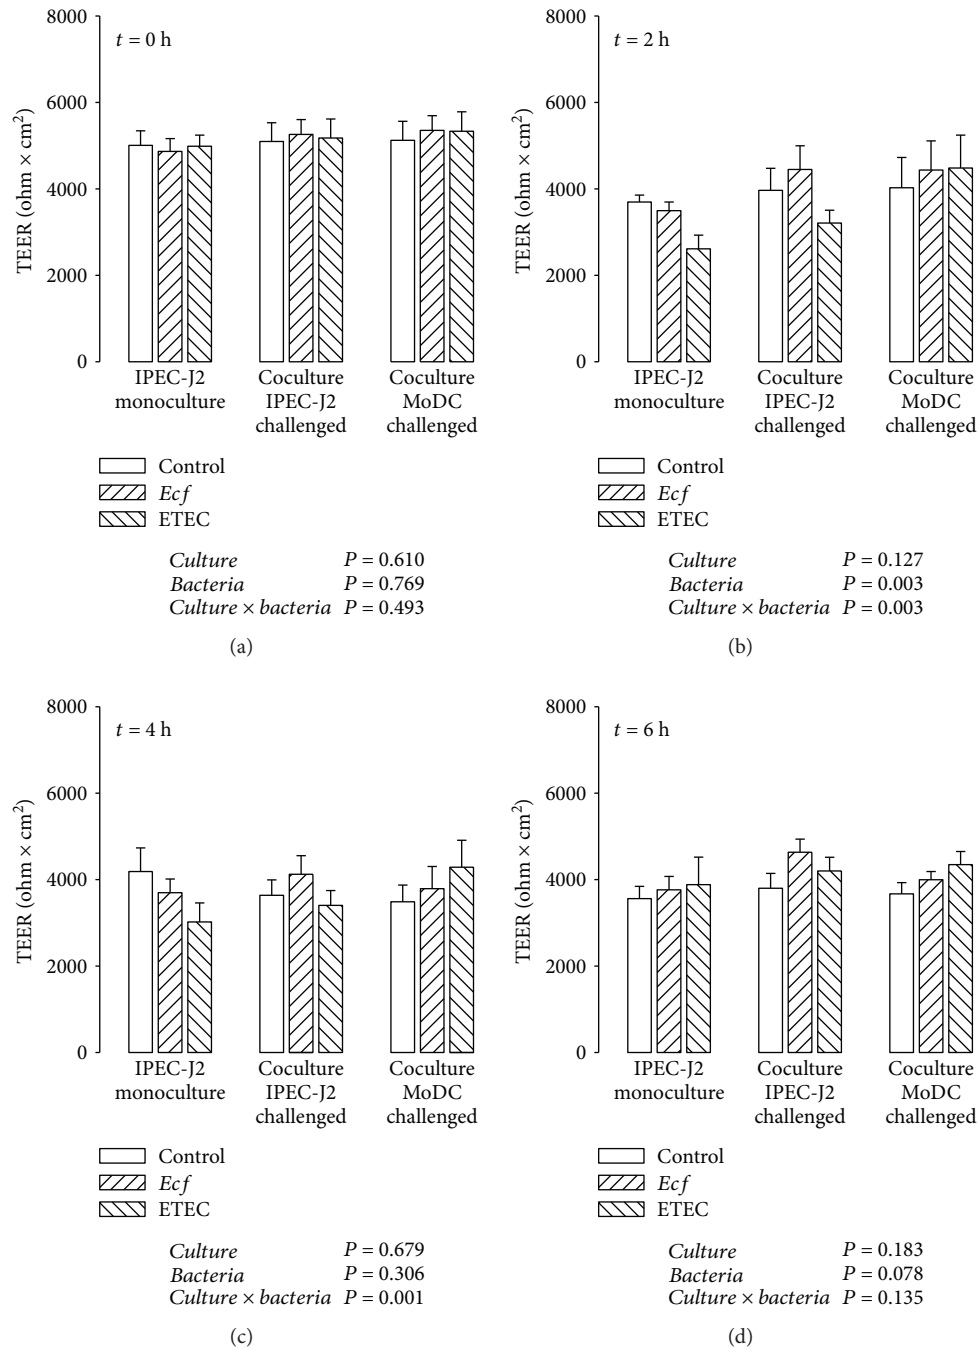 8000
t = 0 h
6000
4000
2000
0
TEER (ohm × cm²)
IPEC-J2
monoculture
Coculture
IPEC-J2
challenged
Coculture
MoDC
challenged
Control
Ecf
ETEC
Culture P = 0.610
Bacteria P = 0.769
Culture × bacteria P = 0.493
(a)
8000
t = 2 h
6000
4000
2000
0
TEER (ohm × cm²)
IPEC-J2
monoculture
Coculture
IPEC-J2
challenged
Coculture
MoDC
challenged
Control
Ecf
ETEC
Culture P = 0.127
Bacteria P = 0.003
Culture × bacteria P = 0.003
(b)
8000
t = 4 h
6000
4000
2000
0
TEER (ohm × cm²)
IPEC-J2
monoculture
Coculture
IPEC-J2
challenged
Coculture
MoDC
challenged
Control
Ecf
ETEC
Culture P = 0.679
Bacteria P = 0.306
Culture × bacteria P = 0.001
(c)
8000
t = 6 h
6000
4000
2000
0
TEER (ohm × cm²)
IPEC-J2
monoculture
Coculture
IPEC-J2
challenged
Coculture
MoDC
challenged
Control
Ecf
ETEC
Culture P = 0.183
Bacteria P = 0.078
Culture × bacteria P = 0.135
(d)